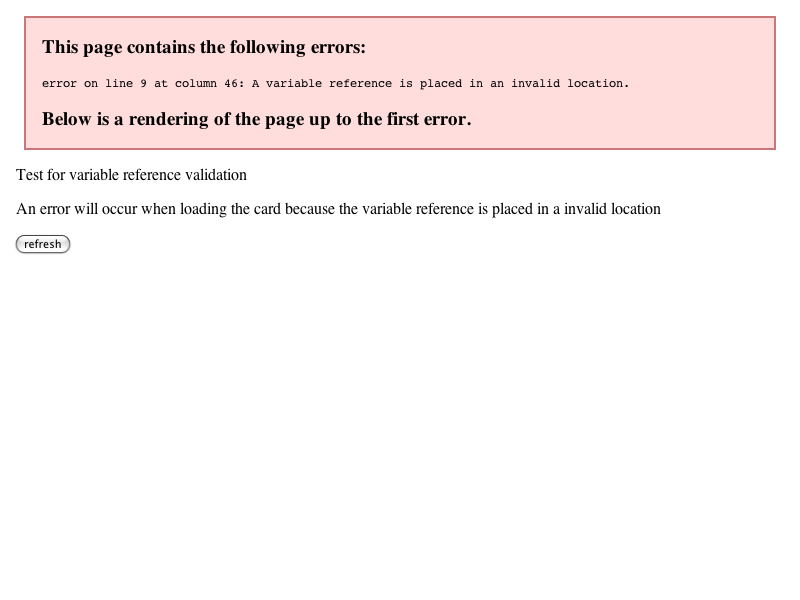 This page contains the following errors:
error on line 9 at column 46: A variable reference is placed in an invalid location.
Below is a rendering of the page up to the first error.
Test for variable reference validation
An error will occur when loading the card because the variable reference is placed in a invalid location
refresh